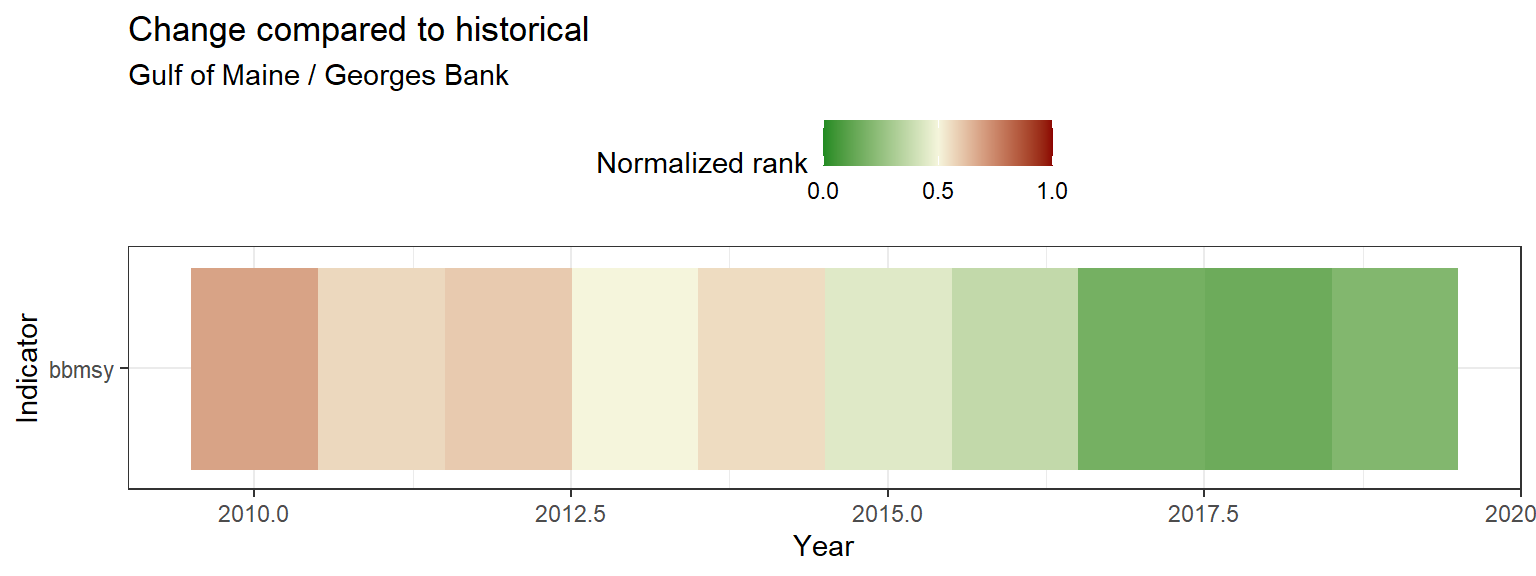 Change compared to historical
Gulf of Maine / Georges Bank
Normalized rank
0.0 0.5 1.0
Indicator
bbmsy
2010.0 2012.5 2015.0 2017.5 2020
Year